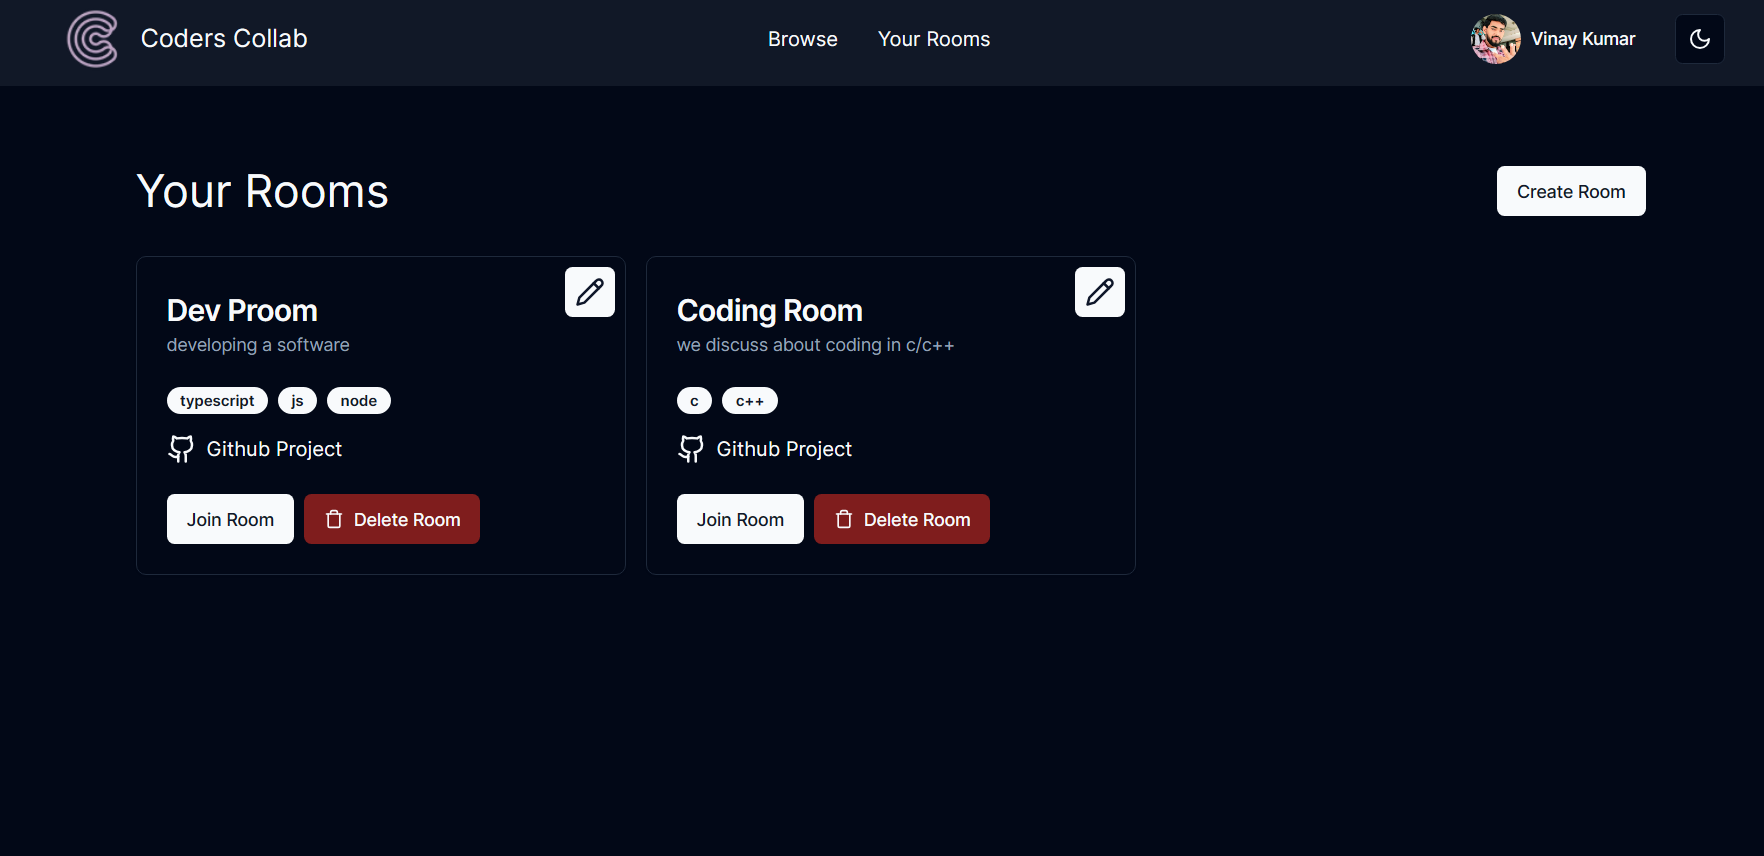 Coders Collab
Browse
Your Rooms
Vinay Kumar
Your Rooms
Create Room
Dev Proom
developing a software
typescript js node
Github Project
Join Room
Delete Room
Coding Room
we discuss about coding in c/c++
c c++
Github Project
Join Room
Delete Room